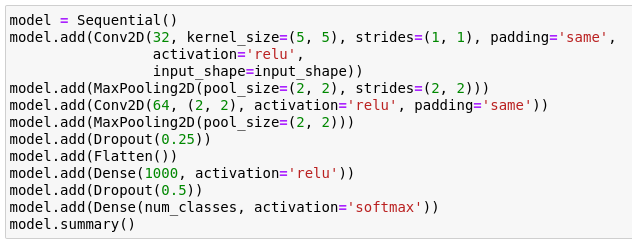 model = Sequential()
model.add(Conv2D(32, kernel_size=(5, 5), strides=(1, 1), padding='same',
                 activation='relu',
                 input_shape=input_shape))
model.add(MaxPooling2D(pool_size=(2, 2), strides=(2, 2)))
model.add(Conv2D(64, (2, 2), activation='relu', padding='same'))
model.add(MaxPooling2D(pool_size=(2, 2)))
model.add(Dropout(0.25))
model.add(Flatten())
model.add(Dense(1000, activation='relu'))
model.add(Dropout(0.5))
model.add(Dense(num_classes, activation='softmax'))
model.summary()